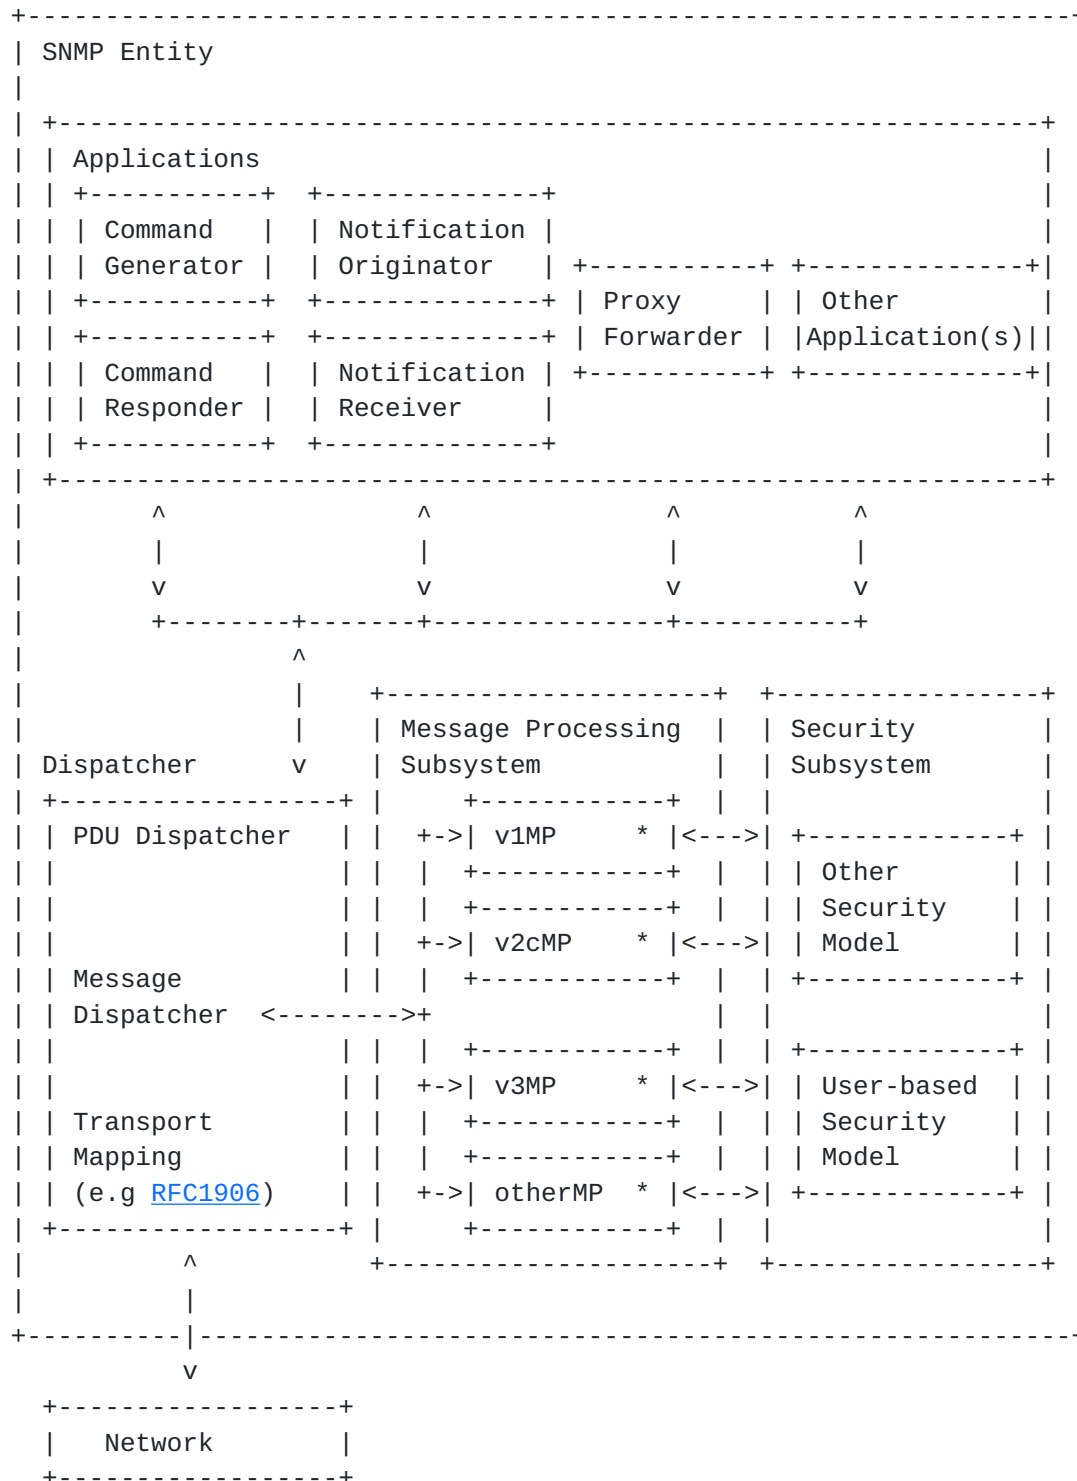 +-------------------------------------------------------------------+
| SNMP Entity
|
| +---------------------------------------------------------------+
| | Applications                                                  |
| | +-----------+  +--------------+                               |
| | | Command   |  | Notification |                               |
| | | Generator |  | Originator   | +-----------+ +--------------+|
| | +-----------+  +--------------+ | Proxy     | | Other         |
| | +-----------+  +--------------+ | Forwarder | |Application(s)||
| | | Command   |  | Notification | +-----------+ +--------------+|
| | | Responder |  | Receiver     |                               |
| | +-----------+  +--------------+                               |
| +---------------------------------------------------------------+
|        ^                ^               ^           ^
|        |                |               |           |
|        v                v               v           v
|        +--------+-------+---------------+-----------+
|                 ^
|                 |    +---------------------+  +-----------------+
|                 |    | Message Processing  |  | Security        |
| Dispatcher      v    | Subsystem           |  | Subsystem       |
| +------------------+ |     +------------+  |  |                 |
| | PDU Dispatcher   | |  +->| v1MP     * |<--->| +-------------+ |
| |                  | |  |  +------------+  |  | | Other       | |
| |                  | |  |  +------------+  |  | | Security    | |
| |                  | |  +->| v2cMP    * |<--->| | Model       | |
| | Message          | |  |  +------------+  |  | +-------------+ |
| | Dispatcher  <-------->+                  |  |                 |
| |                  | |  |  +------------+  |  | +-------------+ |
| |                  | |  +->| v3MP     * |<--->| | User-based  | |
| | Transport        | |  |  +------------+  |  | | Security    | |
| | Mapping          | |  |  +------------+  |  | | Model       | |
| | (e.g RFC1906)    | |  +->| otherMP  * |<--->| +-------------+ |
| +------------------+ |     +------------+  |  |                 |
|          ^           +---------------------+  +-----------------+
|          |
+----------|--------------------------------------------------------+
           v
  +------------------+
  |   Network        |
  +------------------+